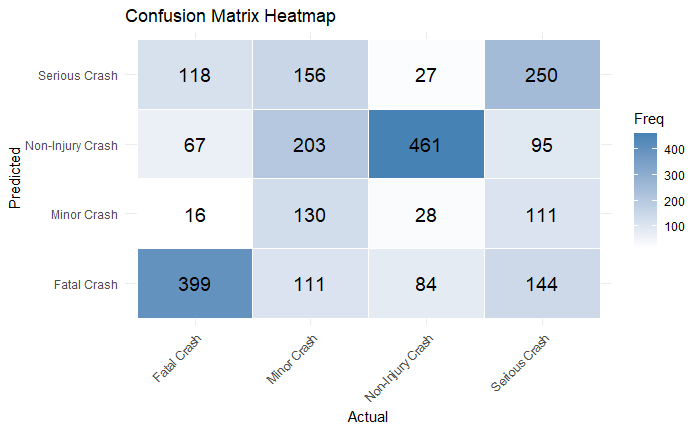 Confusion Matrix Heatmap
Predicted
Serious Crash 118 156 27 250
Non-Injury Crash 67 203 461 95
Minor Crash 16 130 28 111
Fatal Crash 399 111 84 144
Fatal Crash Minor Crash Non-Injury Crash Serious Crash
Actual
Freq
400
300
200
100